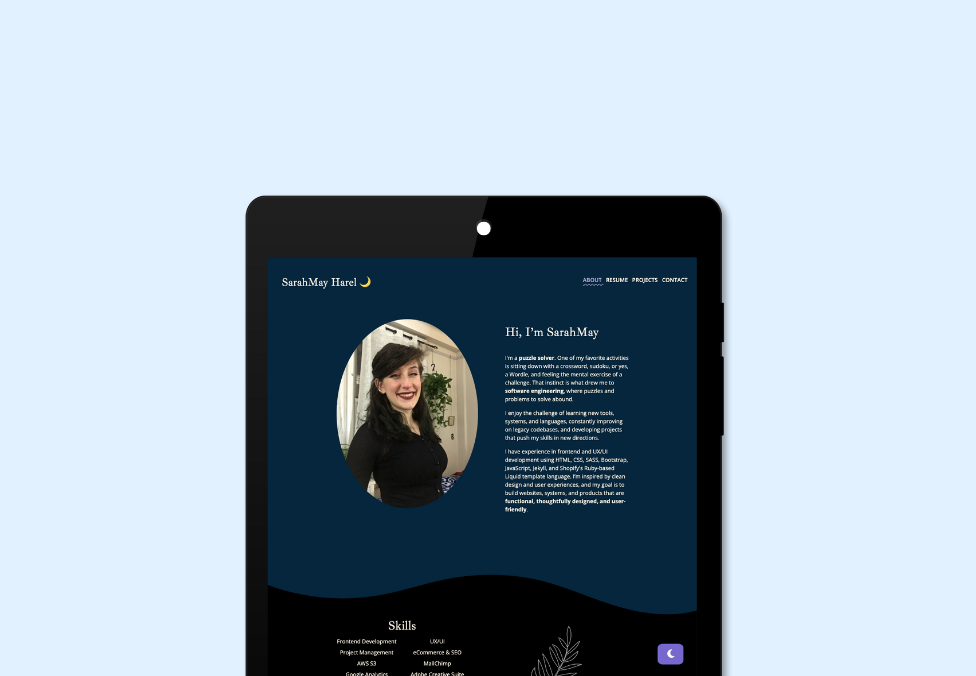 SarahMay Harel 🌙
ABOUT RESUME PROJECTS CONTACT
Hi, I'm SarahMay
I'm a puzzle solver. One of my favorite activities
is sitting down with a crossword, sudoku, or yes,
a Wordle, and feeling the mental exercise of a
challenge. That instinct is what drew me to
software engineering, where puzzles and
problems to solve abound.
I enjoy the challenge of learning new tools,
systems, and languages, constantly improving
on legacy codebases, and developing projects
that push my skills in new directions.
I have experience in frontend and UX/UI
development using HTML, CSS, SASS, Bootstrap,
JavaScript, Jekyll, and Shopify's Ruby-based
Liquid template language. I'm inspired by clean
design and user experiences, and my goal is to
build websites, systems, and products that are
functional, thoughtfully designed, and user-
friendly.
Skills
Frontend Development UX/UI
Project Management eCommerce & SEO
AWS S3 MailChimp
Google Analytics Adobe Creative Suite